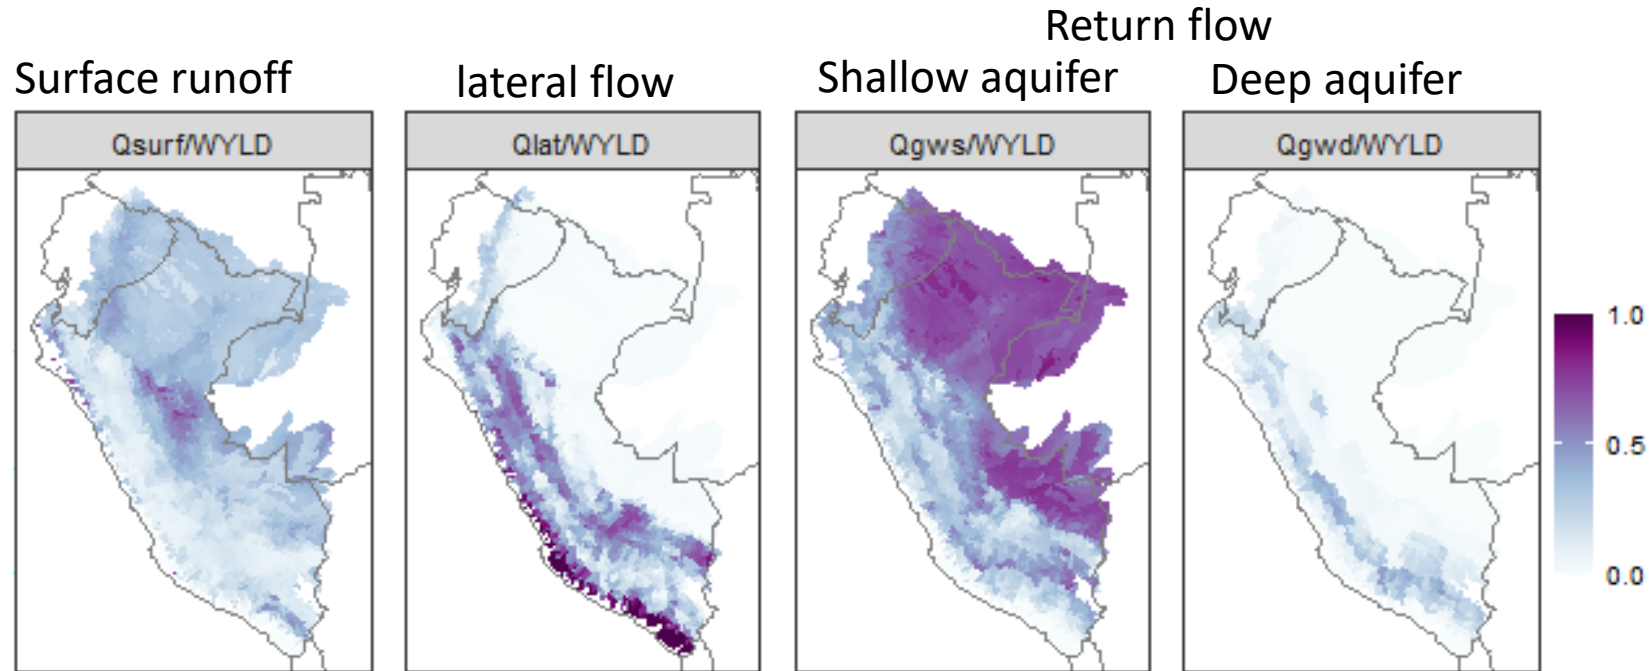 Return flow
Surface runoff
lateral flow
Shallow aquifer
Deep aquifer
Qsurf/WYLD
Qlat/WYLD
Qgws/WYLD
Qgwd/WYLD
1.0
0.5
0.0